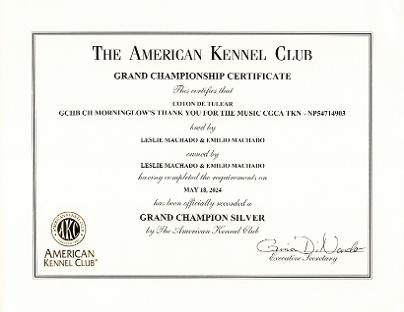 THE AMERICAN KENNEL CLUB
GRAND CHAMPIONSHIP CERTIFICATE
This certifies that
COTON DE TULEAR
GCHB CH MORNINGLOW'S THANK YOU FOR THE MUSIC CGCA TKN - NP54714903
bred by
LESLIE MACHADO & EMILIO MACHADO
owned by
LESLIE MACHADO & EMILIO MACHADO
having completed the requirements on
MAY 18, 2024
has been officially recorded a
GRAND CHAMPION SILVER
by The American Kennel Club
AKC
AMERICAN
KENNEL CLUB®
Executive Secretary